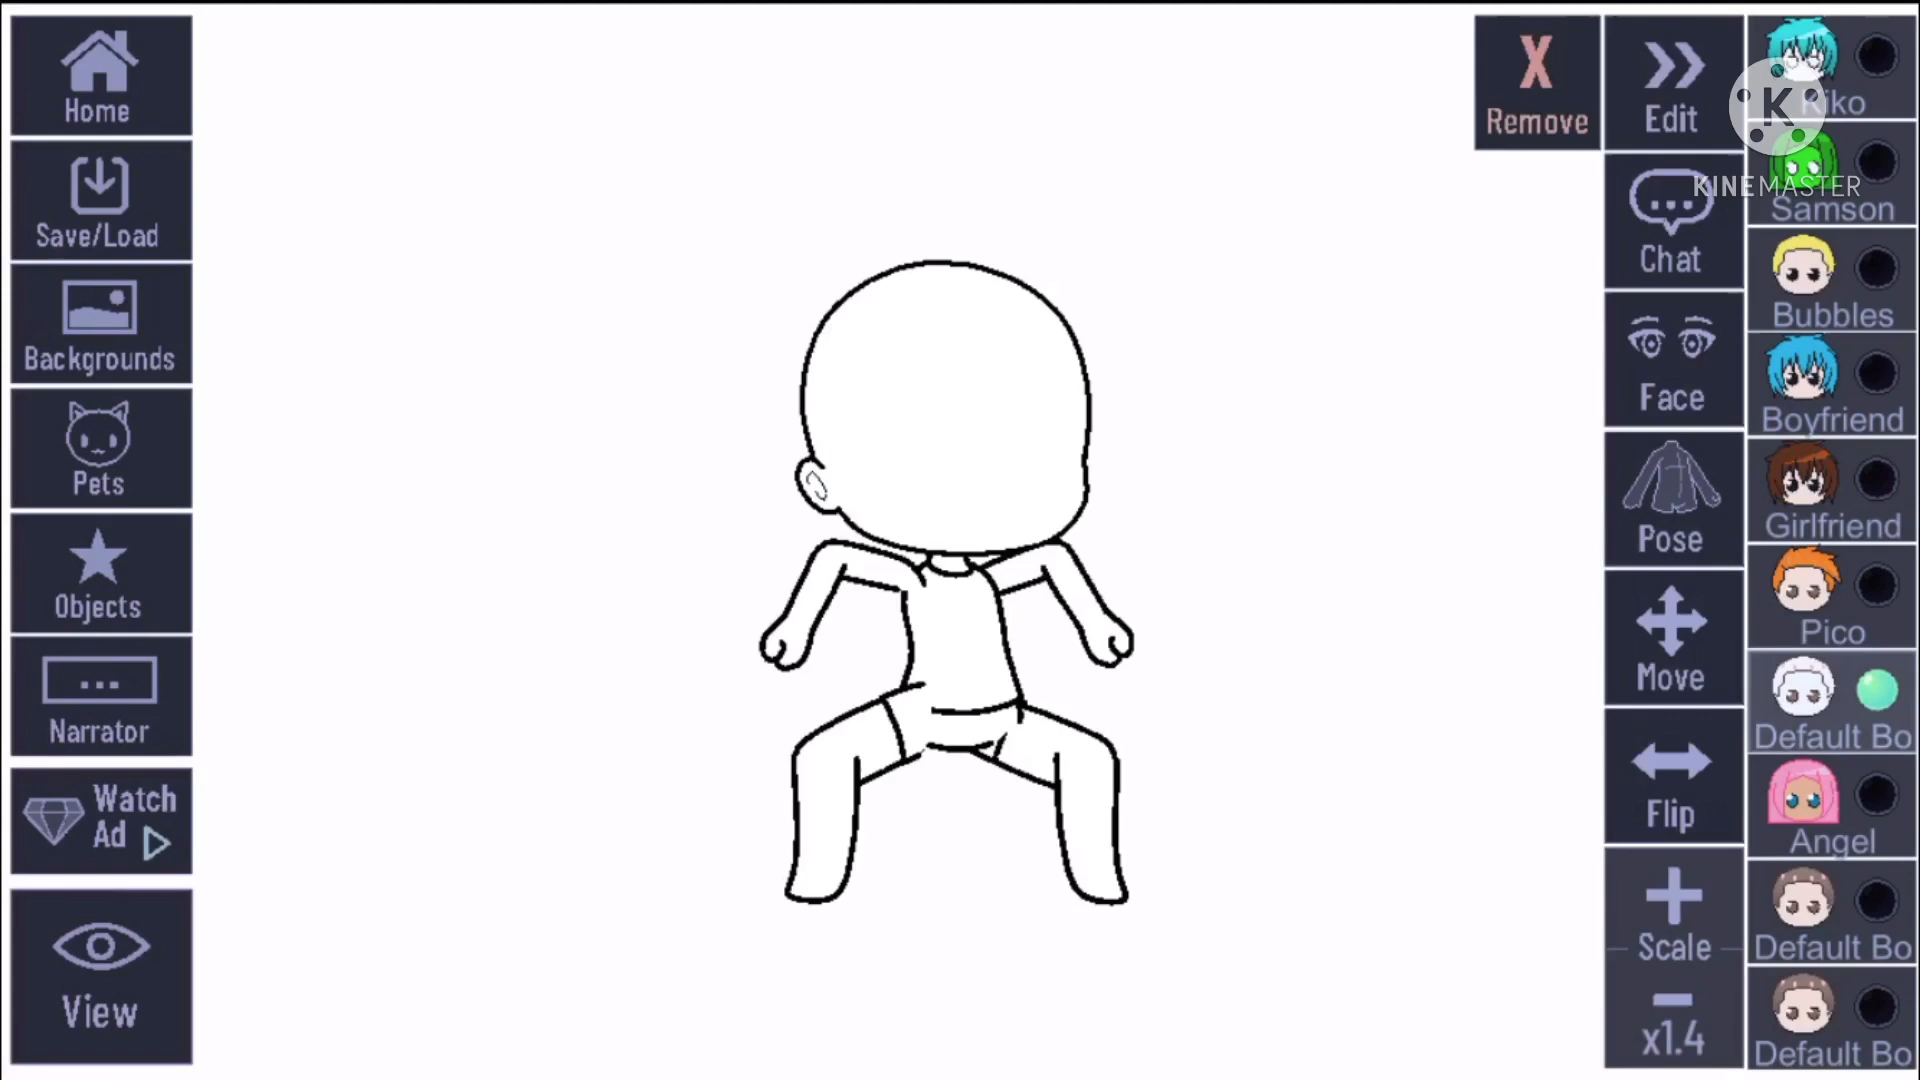 Home
Save/Load
Backgrounds
Pets
Objects
...
Narrator
Watch
Ad
View
X
Remove
Edit
Chat
Face
Pose
Move
Flip
Scale
x1.4
Kiko
K
KINEMASTER
Samson
Bubbles
Boyfriend
Girlfriend
Pico
Default Bo
Angel
Default Bo
Default Bo